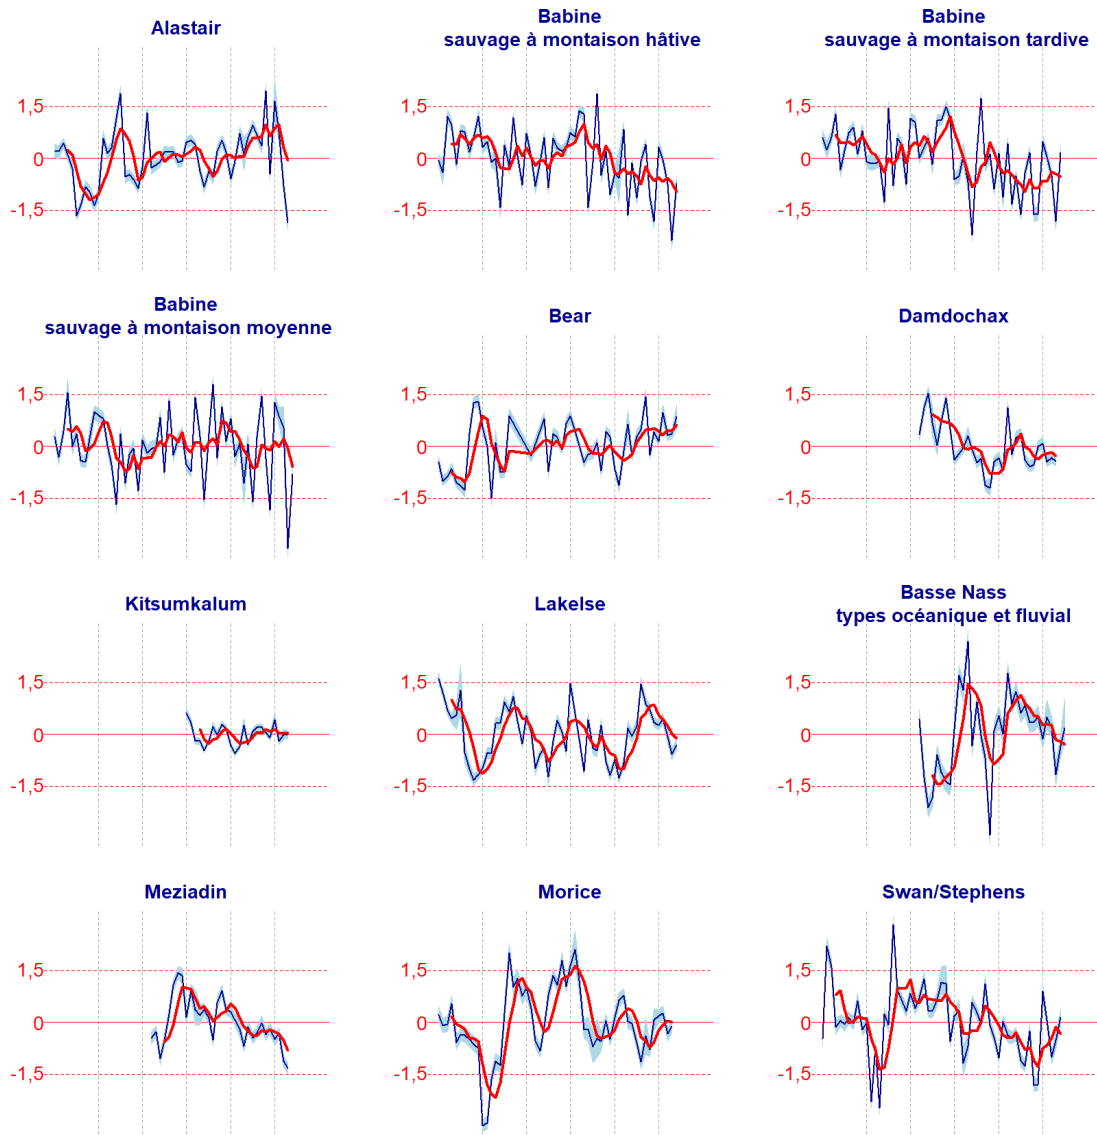 Alastair
Babine
sauvage à montaison hâtive
Babine
sauvage à montaison tardive
1,5
0
-1,5
1,5
0
-1,5
1,5
0
-1,5
Babine
sauvage à montaison moyenne
Bear
Damdochax
1,5
0
-1,5
1,5
0
-1,5
1,5
0
-1,5
Kitsumkalum
Lakelse
Basse Nass
types océanique et fluvial
1,5
0
-1,5
1,5
0
-1,5
1,5
0
-1,5
Meziadin
Morice
Swan/Stephens
1,5
0
-1,5
1,5
0
-1,5
1,5
0
-1,5